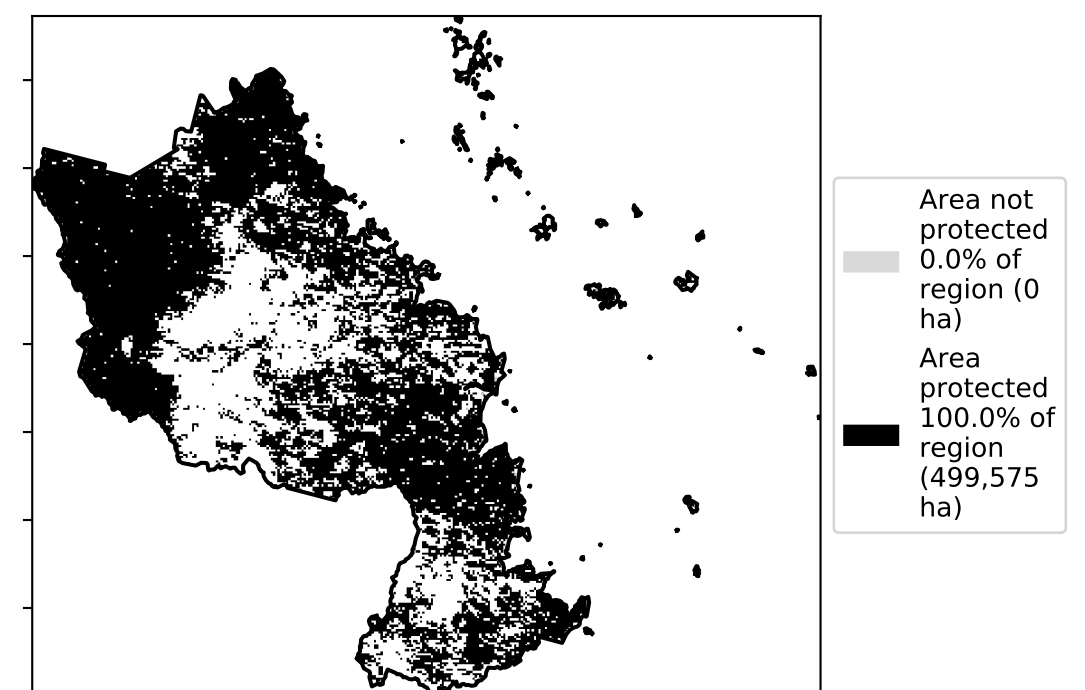 Area not
protected
0.0% of
region (0
ha)
Area
protected
100.0% of
region
(499,575
ha)